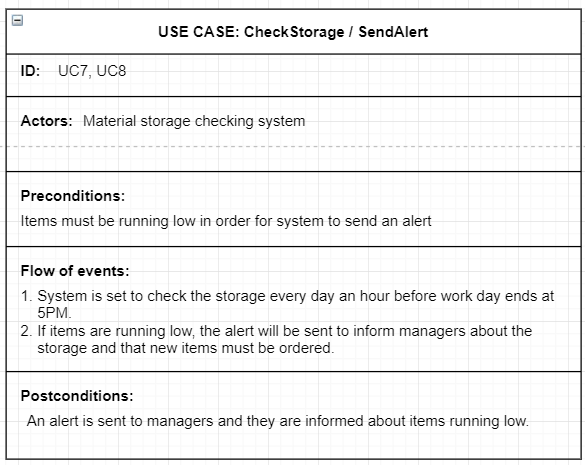 USE CASE: CheckStorage / SendAlert
ID: UC7, UC8
Actors: Material storage checking system
Preconditions:
Items must be running low in order for system to send an alert
Flow of events:
1. System is set to check the storage every day an hour before work day ends at
5PM.
2. If items are running low, the alert will be sent to inform managers about the
storage and that new items must be ordered.
Postconditions:
An alert is sent to managers and they are informed about items running low.